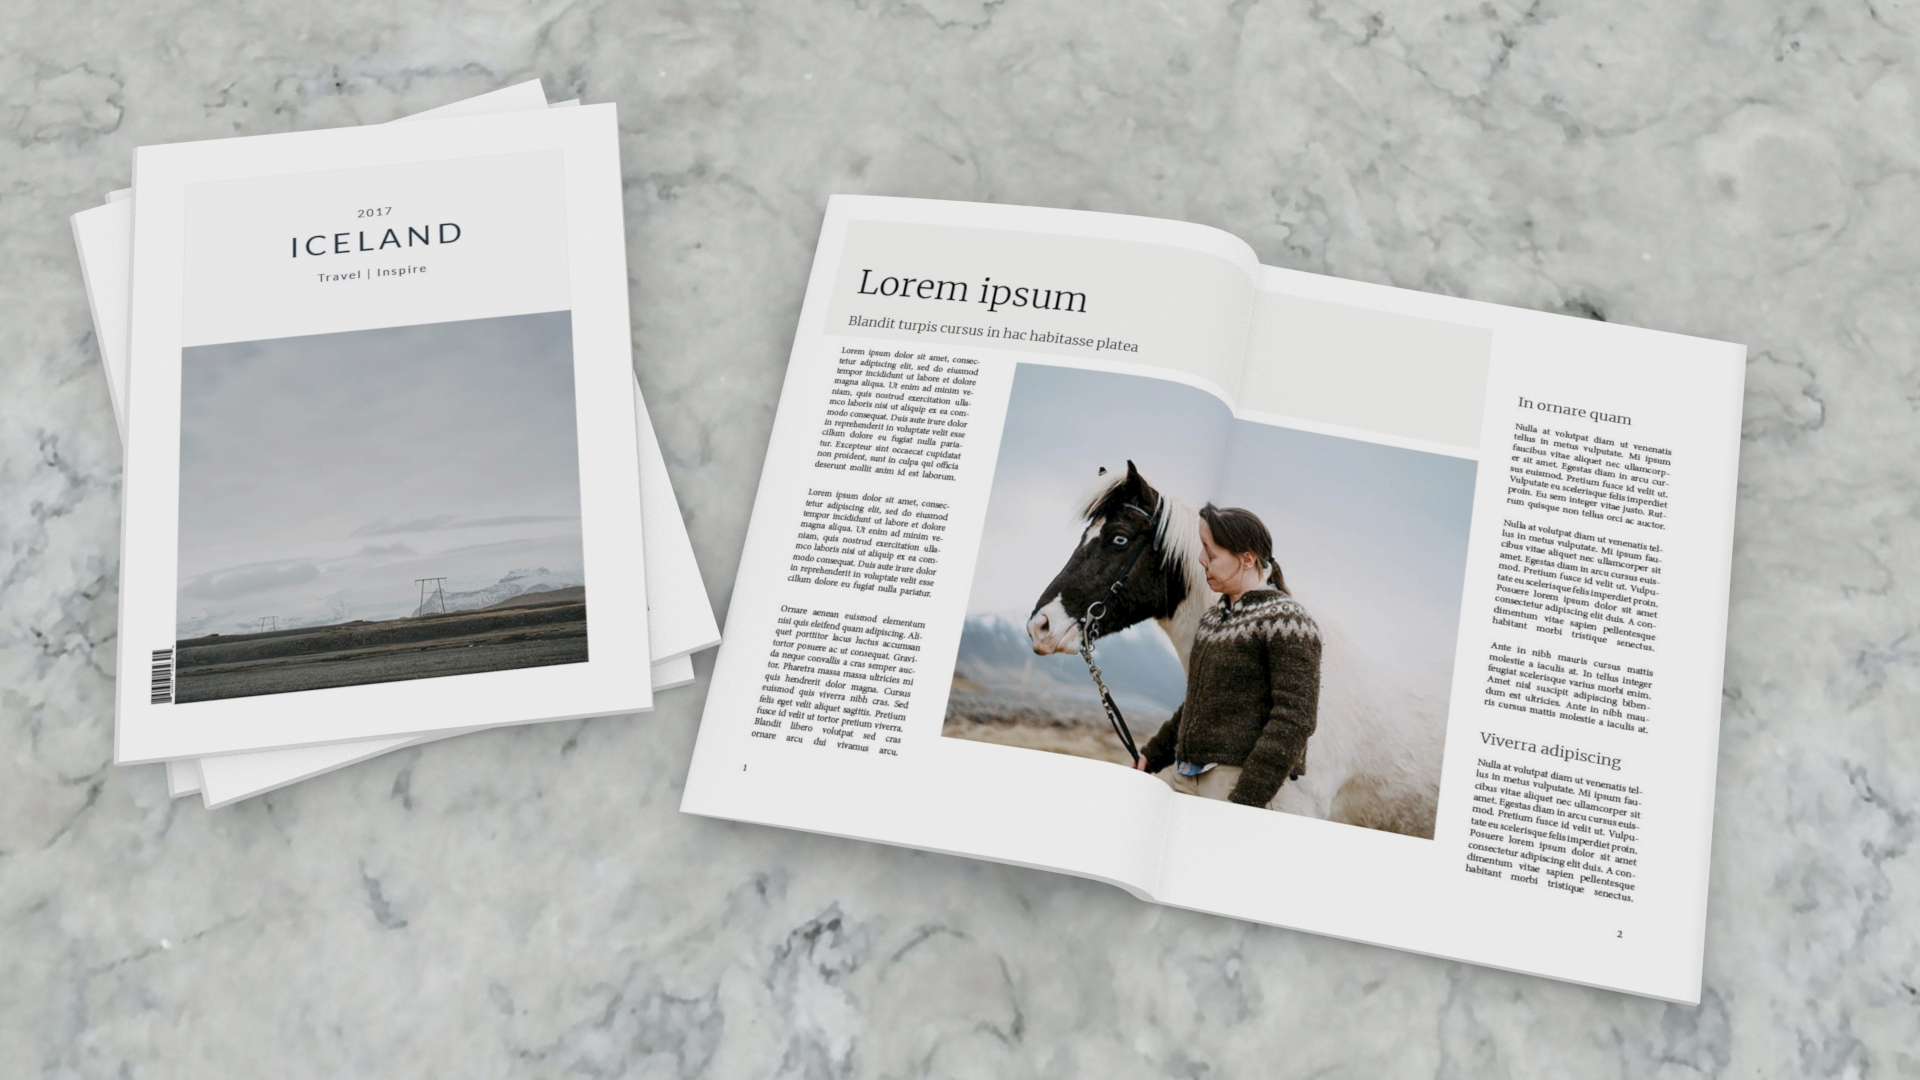 2017
ICELAND
Travel | Inspire
Lorem ipsum
Blandit turpis cursus in hac habitasse platea
Lorem ipsum dolor sit amet, consec-
tetur adipiscing elit, sed do eiusmod
tempor incididunt ut labore et dolore
magna aliqua. Ut enim ad minim ve-
niam, quis nostrud exercitation ulla-
mco laboris nisi ut aliquip ex ea com-
modo consequat. Duis aute irure dolor
in reprehenderit in voluptate velit esse
cillum dolore eu fugiat nulla paria-
tur. Excepteur sint occaecat cupidatat
non proident, sunt in culpa qui officia
deserunt mollit anim id est laborum.
Lorem ipsum dolor sit amet, consec-
tetur adipiscing elit, sed do eiusmod
tempor incididunt ut labore et dolore
magna aliqua. Ut enim ad minim ve-
niam, quis nostrud exercitation ulla-
mco laboris nisi ut aliquip ex ea com-
modo consequat. Duis aute irure dolor
in reprehenderit in voluptate velit esse
cillum dolore eu fugiat nulla pariatur.
Ornare aenean euismod elementum
nisi quis eleifend quam adipiscing. Ali-
quet porttitor lacus luctus accumsan
tortor posuere ac ut consequat. Gravi-
da neque convallis a cras semper auc-
tor. Pharetra massa massa ultricies mi
quis hendrerit dolor magna. Cursus
euismod quis viverra nibh cras. Sed
felis eget velit aliquet sagittis. Pretium
fusce id velit ut tortor pretium viverra.
Blandit libero volutpat sed cras
ornare arcu dui vivamus arcu.
1
In ornare quam
Nulla at volutpat diam ut venenatis
tellus in metus vulputate. Mi ipsum
faucibus vitae aliquet nec ullamcorp-
er sit amet. Egestas diam in arcu cur-
sus euismod. Pretium fusce id velit ut.
Vulputate eu scelerisque felis imperdiet
proin. Eu sem integer vitae justo. Rut-
rum quisque non tellus orci ac auctor.
Nulla at volutpat diam ut venenatis tel-
lus in metus vulputate. Mi ipsum fau-
cibus vitae aliquet nec ullamcorper sit
amet. Egestas diam in arcu cursus euis-
mod. Pretium fusce id velit ut. Vulpu-
tate eu scelerisque felis imperdiet proin.
Posuere lorem ipsum dolor sit amet
consectetur adipiscing elit duis. A con-
dimentum vitae sapien pellentesque
habitant morbi tristique senectus.
Ante in nibh mauris cursus mattis
molestie a iaculis at. In tellus integer
feugiat scelerisque varius morbi enim.
Amet nisl suscipit adipiscing biben-
dum est ultricies. Ante in nibh mau-
ris cursus mattis molestie a iaculis at.
Viverra adipiscing
Nulla at volutpat diam ut venenatis tel-
lus in metus vulputate. Mi ipsum fau-
cibus vitae aliquet nec ullamcorper sit
amet. Egestas diam in arcu cursus euis-
mod. Pretium fusce id velit ut. Vulpu-
tate eu scelerisque felis imperdiet proin.
Posuere lorem ipsum dolor sit amet
consectetur adipiscing elit duis. A con-
dimentum vitae sapien pellentesque
habitant morbi tristique senectus.
2